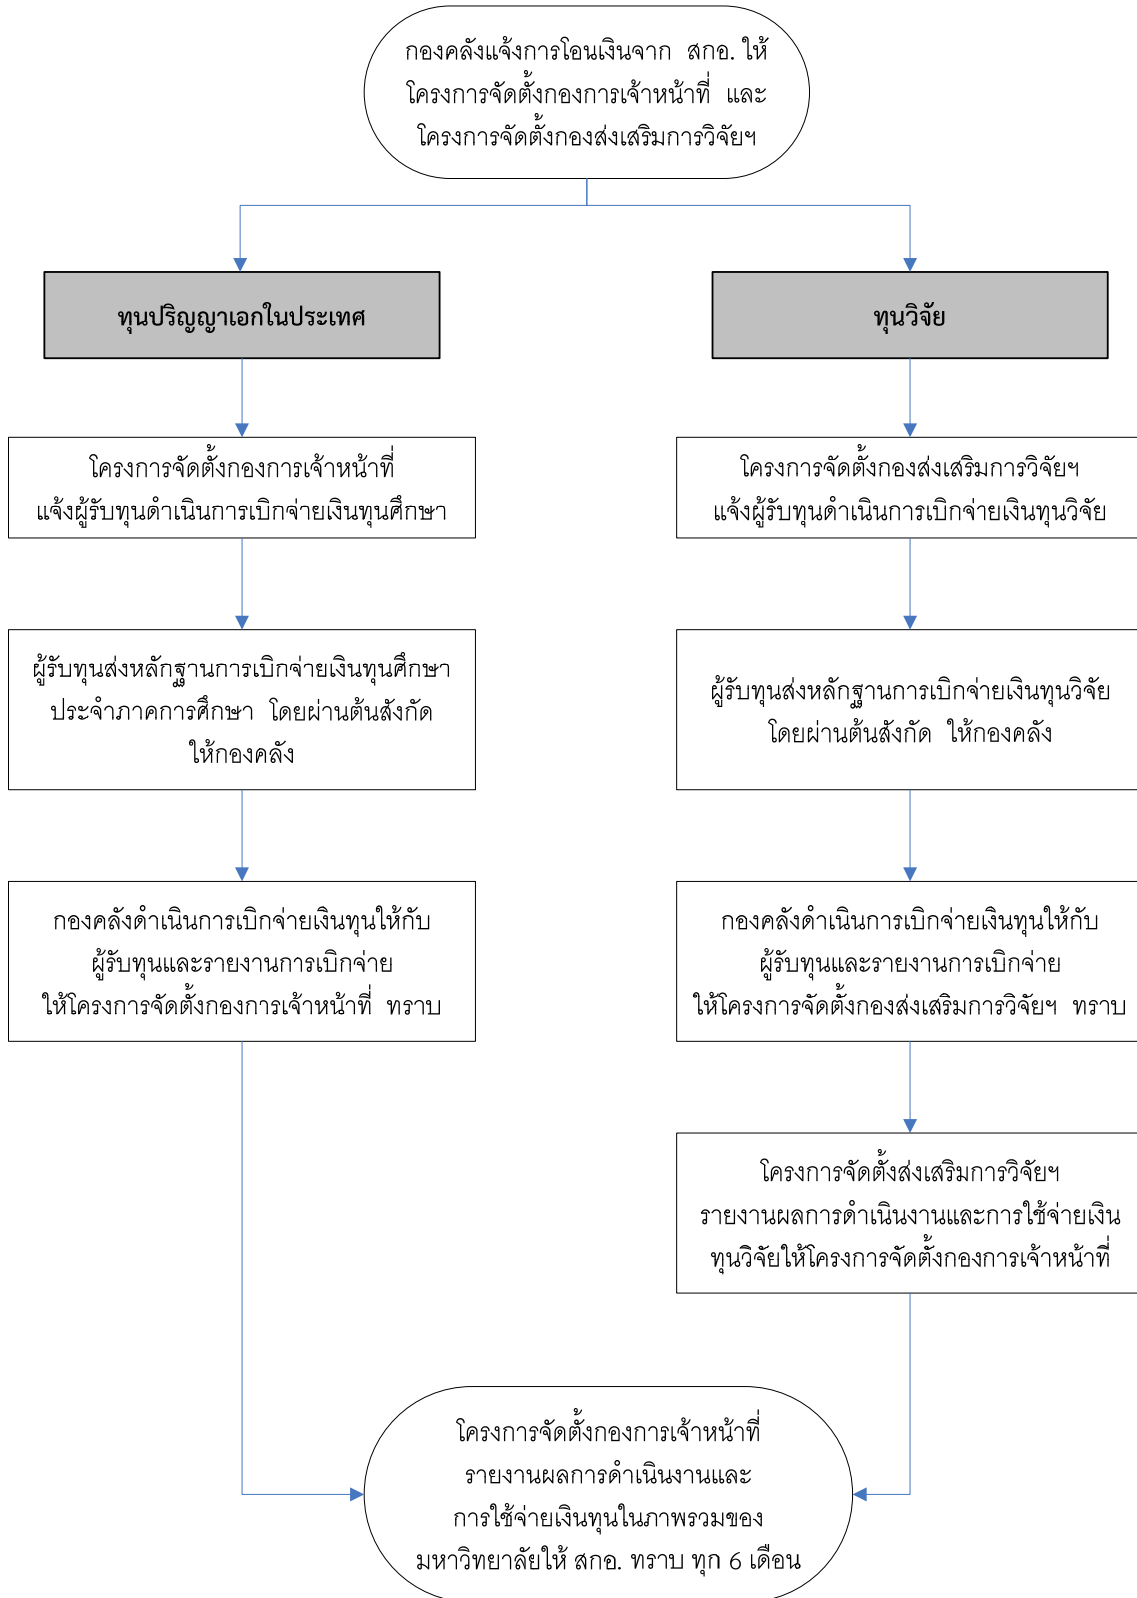 กองคลังแจ้งการโอนเงินจาก สกอ. ให้
โครงการจัดตั้งกองการเจ้าหน้าที่ และ
โครงการจัดตั้งกองส่งเสริมการวิจัยฯ
ทุนปริญญาเอกในประเทศ
โครงการจัดตั้งกองการเจ้าหน้าที่
แจ้งผู้รับทุนดำเนินการเบิกจ่ายเงินทุนศึกษา
ผู้รับทุนส่งหลักฐานการเบิกจ่ายเงินทุนศึกษา
ประจำภาคการศึกษา โดยผ่านต้นสังกัด
ให้กองคลัง
กองคลังดำเนินการเบิกจ่ายเงินทุนให้กับ
ผู้รับทุนและรายงานการเบิกจ่าย
ให้โครงการจัดตั้งกองการเจ้าหน้าที่ ทราบ
ทุนวิจัย
โครงการจัดตั้งกองส่งเสริมการวิจัยฯ
แจ้งผู้รับทุนดำเนินการเบิกจ่ายเงินทุนวิจัย
ผู้รับทุนส่งหลักฐานการเบิกจ่ายเงินทุนวิจัย
โดยผ่านต้นสังกัด ให้กองคลัง
กองคลังดำเนินการเบิกจ่ายเงินทุนให้กับ
ผู้รับทุนและรายงานการเบิกจ่าย
ให้โครงการจัดตั้งกองส่งเสริมการวิจัยฯ ทราบ
โครงการจัดตั้งส่งเสริมการวิจัยฯ
รายงานผลการดำเนินงานและการใช้จ่ายเงิน
ทุนวิจัยให้โครงการจัดตั้งกองการเจ้าหน้าที่
โครงการจัดตั้งกองการเจ้าหน้าที่
รายงานผลการดำเนินงานและ
การใช้จ่ายเงินทุนในภาพรวมของ
มหาวิทยาลัยให้ สกอ. ทราบ ทุก 6 เดือน